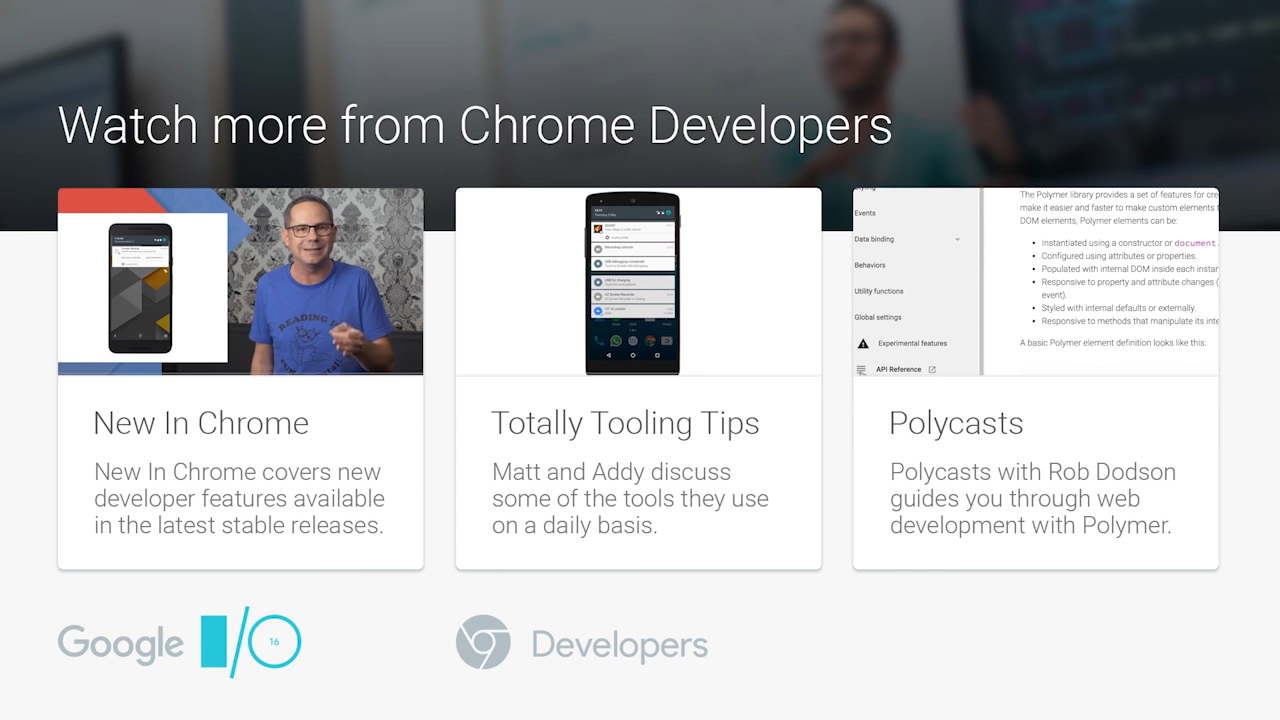 Watch more from Chrome Developers
READING I
Events
Data binding
Behaviors
Utility functions
Global settings
Experimental features
API Reference
The Polymer library provides a set of features for cre
make it easier and faster to make custom elements t
DOM elements, Polymer elements can be:
Instantiated using a constructor or document.
Configured using attributes or properties.
Populated with internal DOM inside each instan
Responsive to property and attribute changes (
event).
Styled with internal defaults or externally.
Responsive to methods that manipulate its inte
A basic Polymer element definition looks like this:
New In Chrome
New In Chrome covers new
developer features available
in the latest stable releases.
Totally Tooling Tips
Matt and Addy discuss
some of the tools they use
on a daily basis.
Polycasts
Polycasts with Rob Dodson
guides you through web
development with Polymer.
Google I/O 16
Developers